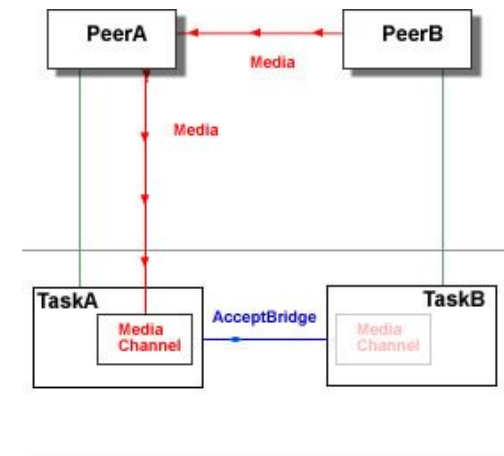 PeerA
PeerB
Media
Media
TaskA
TaskB
AcceptBridge
Media
Channel
Media
Channel